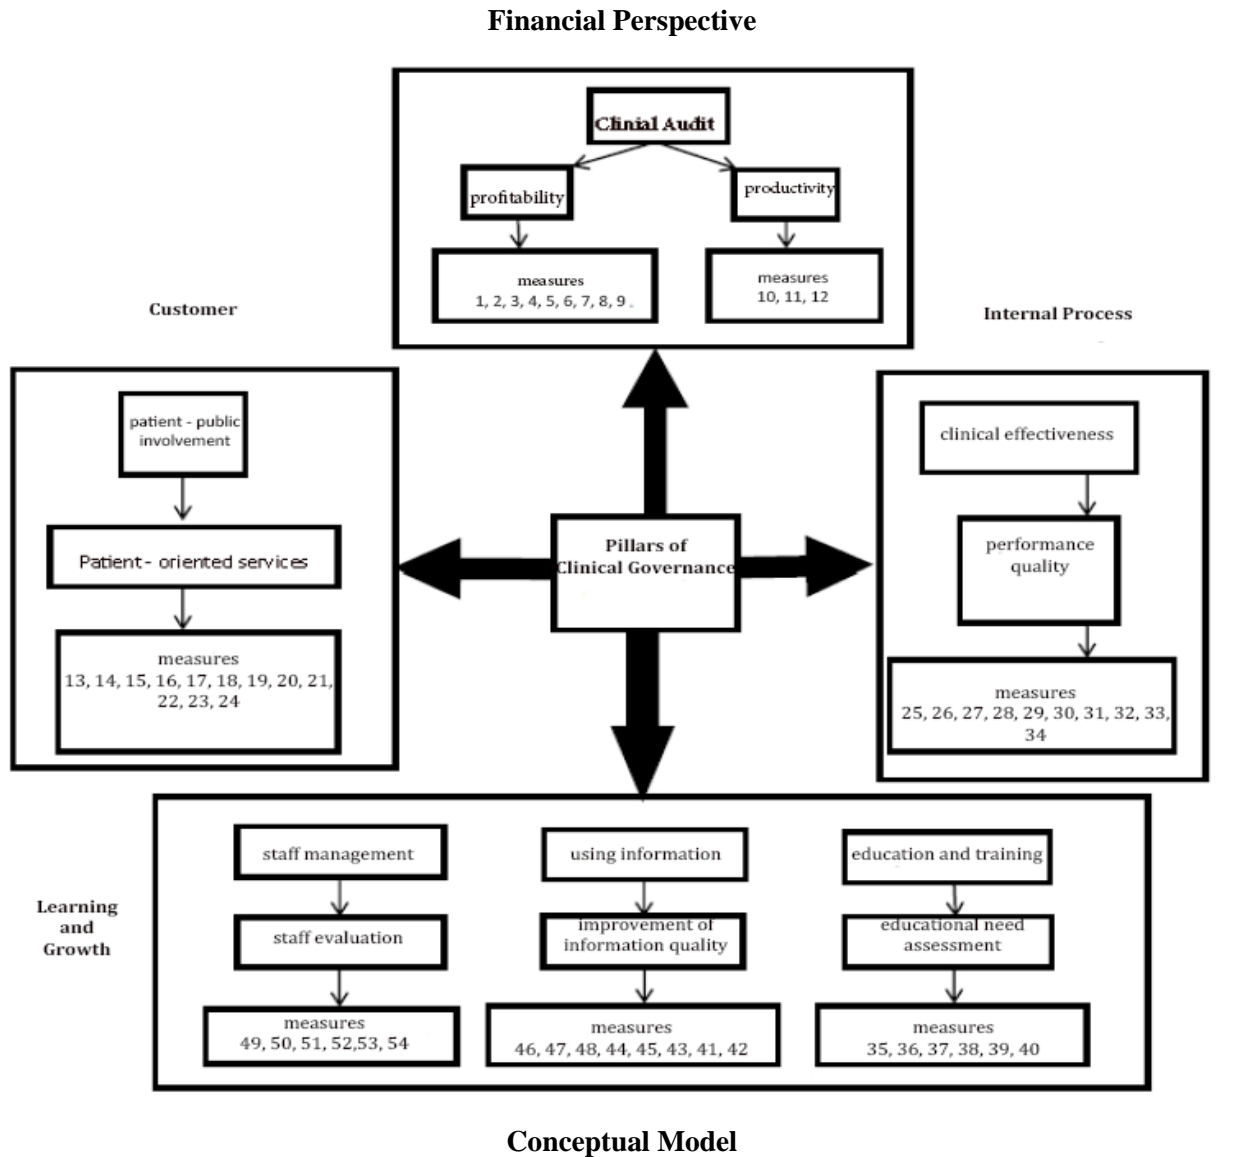 Financial Perspective
Clinial Audit
profitability
productivity
measures
1, 2, 3, 4, 5, 6, 7, 8, 9 .
measures
10, 11, 12
Customer
Internal Process
patient - public
involvement
Patient - oriented services
measures
13, 14, 15, 16, 17, 18, 19, 20, 21,
22, 23, 24
Pillars of
Clinical Governance
clinical effectiveness
performance
quality
measures
25, 26, 27, 28, 29, 30, 31, 32, 33,
34
Learning
and
Growth
staff management
staff evaluation
measures
49, 50, 51, 52,53, 54
using information
improvement of
information quality
measures
46, 47, 48, 44, 45, 43, 41, 42
education and training
educational need
assessment
measures
35, 36, 37, 38, 39, 40
Conceptual Model